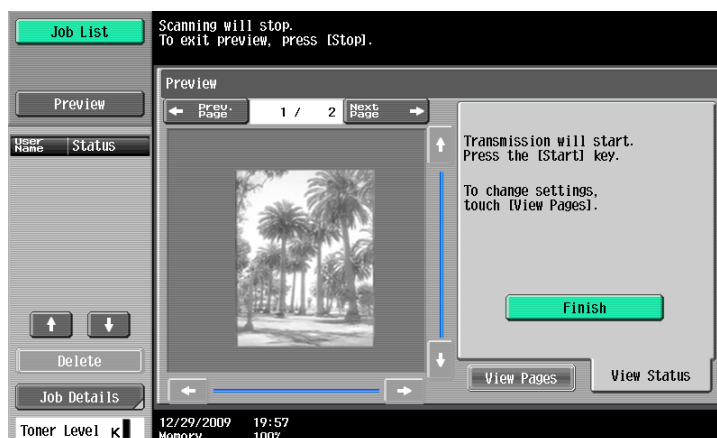 Job List
Scanning will stop.
To exit preview, press [Stop].
Preview
Preview
Prev. Page
1 / 2
Next Page
User Name
Status
Transmission will start.
Press the [Start] key.
To change settings,
touch [View Pages].
Finish
Delete
View Pages
View Status
Job Details
Toner Level K
12/29/2009 19:57
Memory 100%